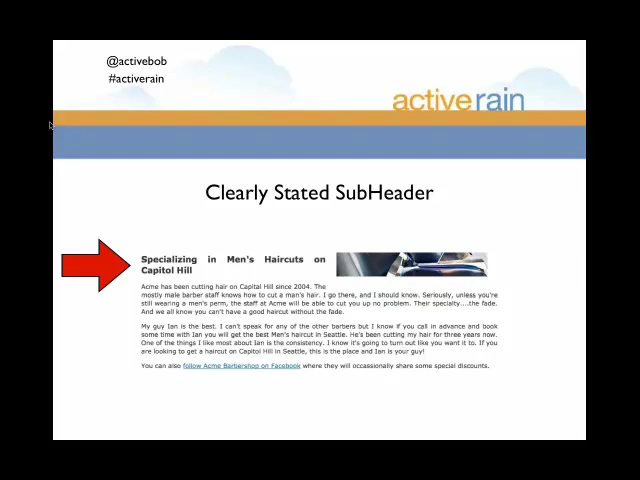 @activebob
#activerain
activerain
Clearly Stated SubHeader
Specializing in Men's Haircuts on
Capitol Hill
Acme has been cutting hair on Capital Hill since 2004. The
mostly male barber staff knows how to cut a man's hair. I go there, and I should know. Seriously, unless you're
still wearing a men's perm, the staff at Acme will be able to cut you up no problem. Their specialty....the fade.
And we all know you can't have a good haircut without the fade.
My guy Ian is the best. I can't speak for any of the other barbers but I know if you call in advance and book
some time with Ian you will get the best Men's haircut in Seattle. He's been cutting my hair for three years now.
One of the things I like most about Ian is the consistency. I know it's going to turn out like you want it to. If you
are looking to get a haircut on Capitol Hill in Seattle, this is the place and Ian is your guy!
You can also follow Acme Barbershop on Facebook where they will occassionally share some special discounts.